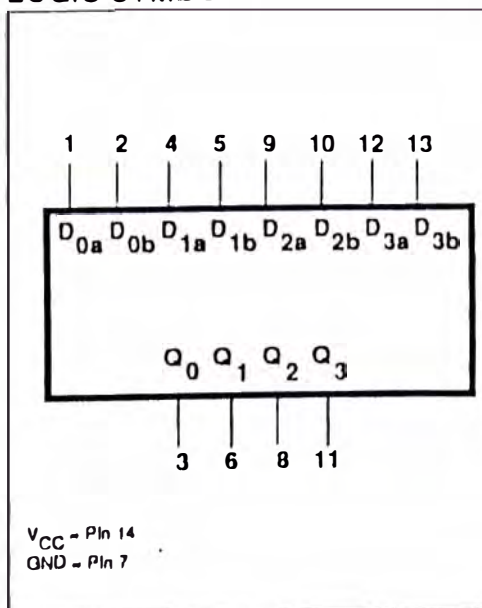 1 2 4 5 9 10 12 13
D0a D0b D1a D1b D2a D2b D3a D3b
Q0 Q1 Q2 Q3
3 6 8 11
VCC = Pin 14
GND = Pin 7